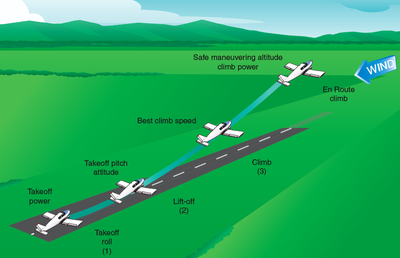 Safe maneuvering altitude
climb power
WIND
En Route
climb
Best climb speed
Takeoff pitch
attitude
Climb
(3)
Takeoff
power
Lift-off
(2)
Takeoff
roll
(1)